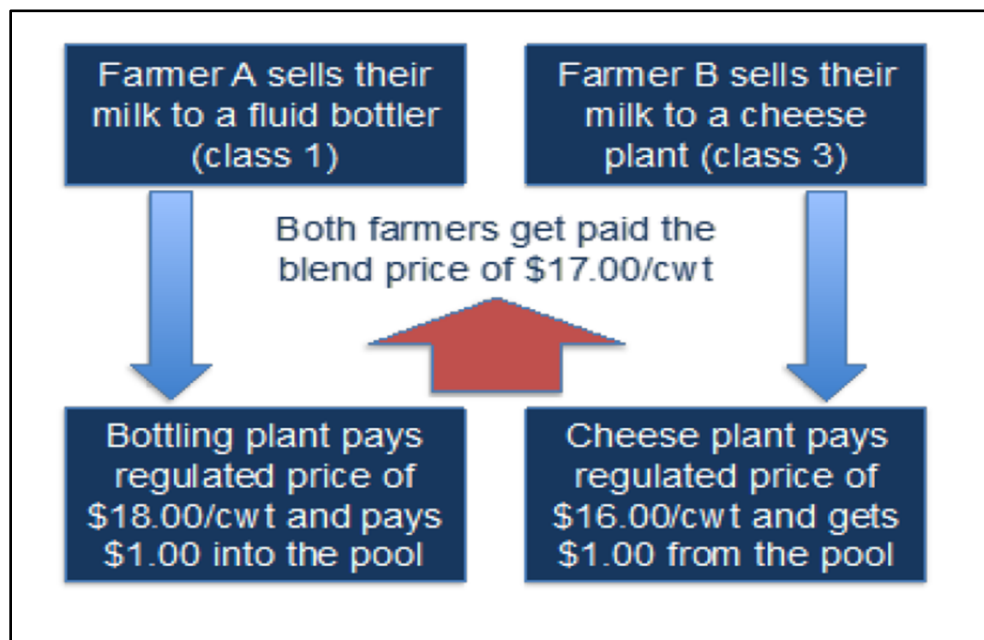 Farmer A sells their
milk to a fluid bottler
(class 1)
Farmer B sells their
milk to a cheese
plant (class 3)
Both farmers get paid the
blend price of $17.00/cwt
Bottling plant pays
regulated price of
$18.00/cwt and pays
$1.00 into the pool
Cheese plant pays
regulated price of
$16.00/cwt and gets
$1.00 from the pool